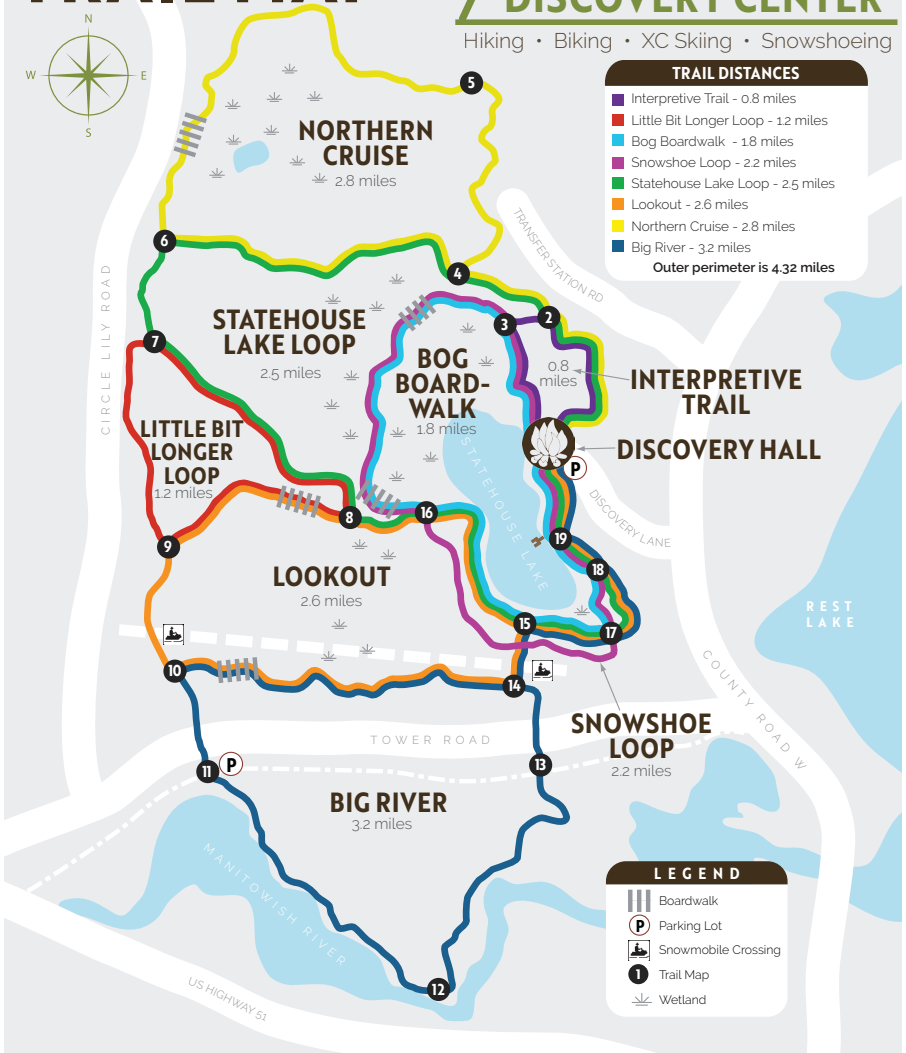 TRAIL MAP
DISCOVERY CENTER
Hiking • Biking • XC Skiing • Snowshoeing
N
W E
S
TRAIL DISTANCES
Interpretive Trail - 0.8 miles
Little Bit Longer Loop - 1.2 miles
Bog Boardwalk - 1.8 miles
Snowshoe Loop - 2.2 miles
Statehouse Lake Loop - 2.5 miles
Lookout - 2.6 miles
Northern Cruise - 2.8 miles
Big River - 3.2 miles
Outer perimeter is 4.32 miles
5
NORTHERN
CRUISE
2.8 miles
TRANSFER STATION RD
6
4
CIRCLE LILY ROAD
STATEHOUSE
LAKE LOOP
2.5 miles
3
2
7
BOG
BOARD-
WALK
1.8 miles
0.8
miles
INTERPRETIVE
TRAIL
LITTLE BIT
LONGER
LOOP
1.2 miles
DISCOVERY HALL
P
STATEHOUSE LAKE
DISCOVERY LANE
8
16
9
19
18
LOOKOUT
2.6 miles
REST
LAKE
15
17
10
14
COUNTY ROAD W
SNOWSHOE
LOOP
2.2 miles
TOWER ROAD
11
P
13
BIG RIVER
3.2 miles
MANITOWISH RIVER
12
US HIGHWAY 51
LEGEND
Boardwalk
P Parking Lot
Snowmobile Crossing
1 Trail Map
Wetland